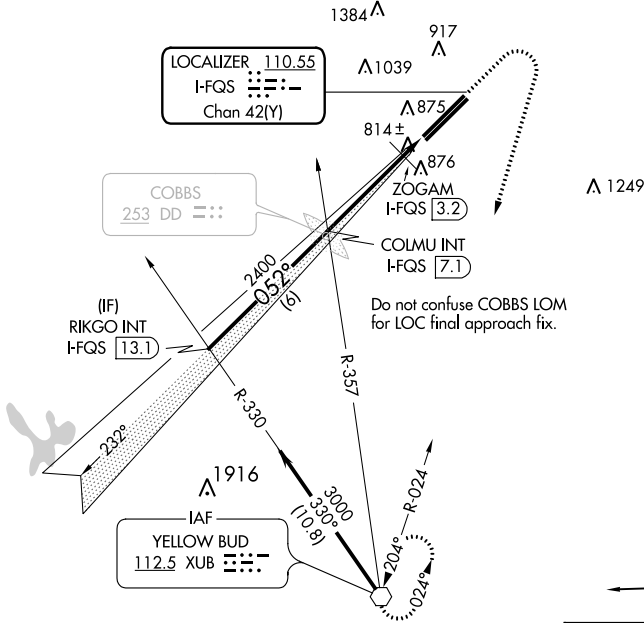 1384
917
LOCALIZER 110.55
I-FQS
Chan 42(Y)
1039
875
814±
876
ZOGAM
I-FQS 3.2
1249
COBBS
253 DD
COLMU INT
I-FQS 7.1
2400
052°
(6)
Do not confuse COBBS LOM
for LOC final approach fix.
(IF)
RIKGO INT
I-FQS 13.1
R-357
R-330
232°
1916
R-024
3000
330°
(10.8)
IAF
YELLOW BUD
112.5 XUB
204°
024°